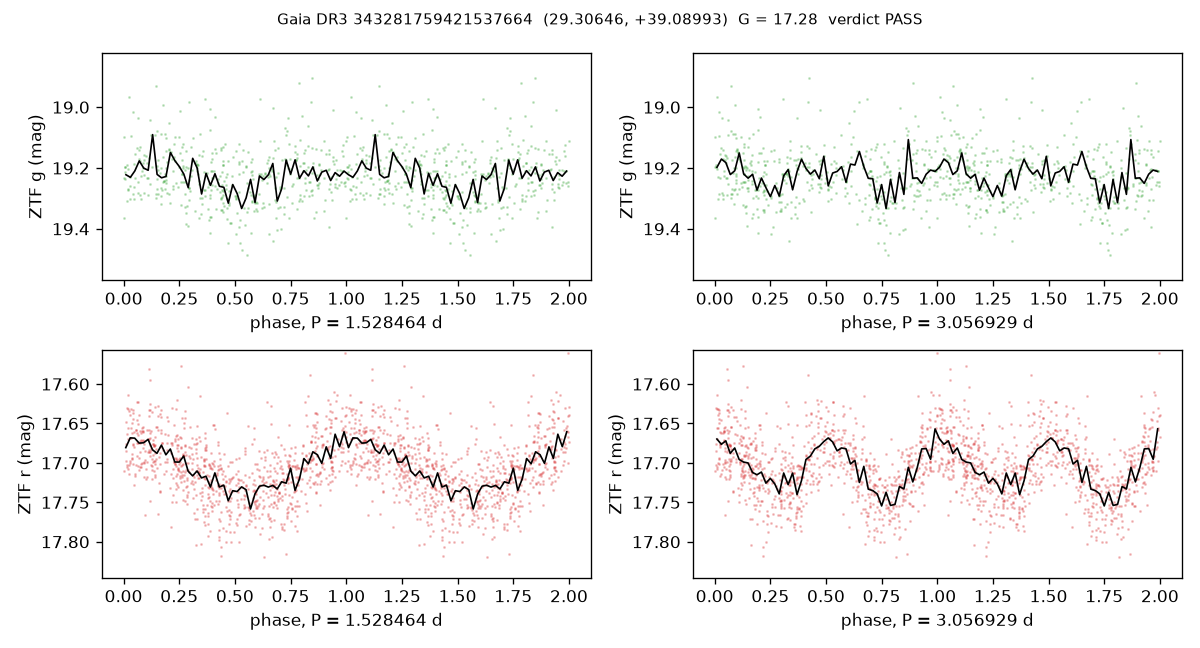 Gaia DR3 343281759421537664  (29.30646, +39.08993)  G = 17.28  verdict PASS
ZTF g (mag)
19.0
19.2
19.4
0.00 0.25 0.50 0.75 1.00 1.25 1.50 1.75 2.00
phase, P = 1.528464 d
ZTF g (mag)
19.0
19.2
19.4
0.00 0.25 0.50 0.75 1.00 1.25 1.50 1.75 2.00
phase, P = 3.056929 d
ZTF r (mag)
17.60
17.65
17.70
17.75
17.80
0.00 0.25 0.50 0.75 1.00 1.25 1.50 1.75 2.00
phase, P = 1.528464 d
ZTF r (mag)
17.60
17.65
17.70
17.75
17.80
0.00 0.25 0.50 0.75 1.00 1.25 1.50 1.75 2.00
phase, P = 3.056929 d